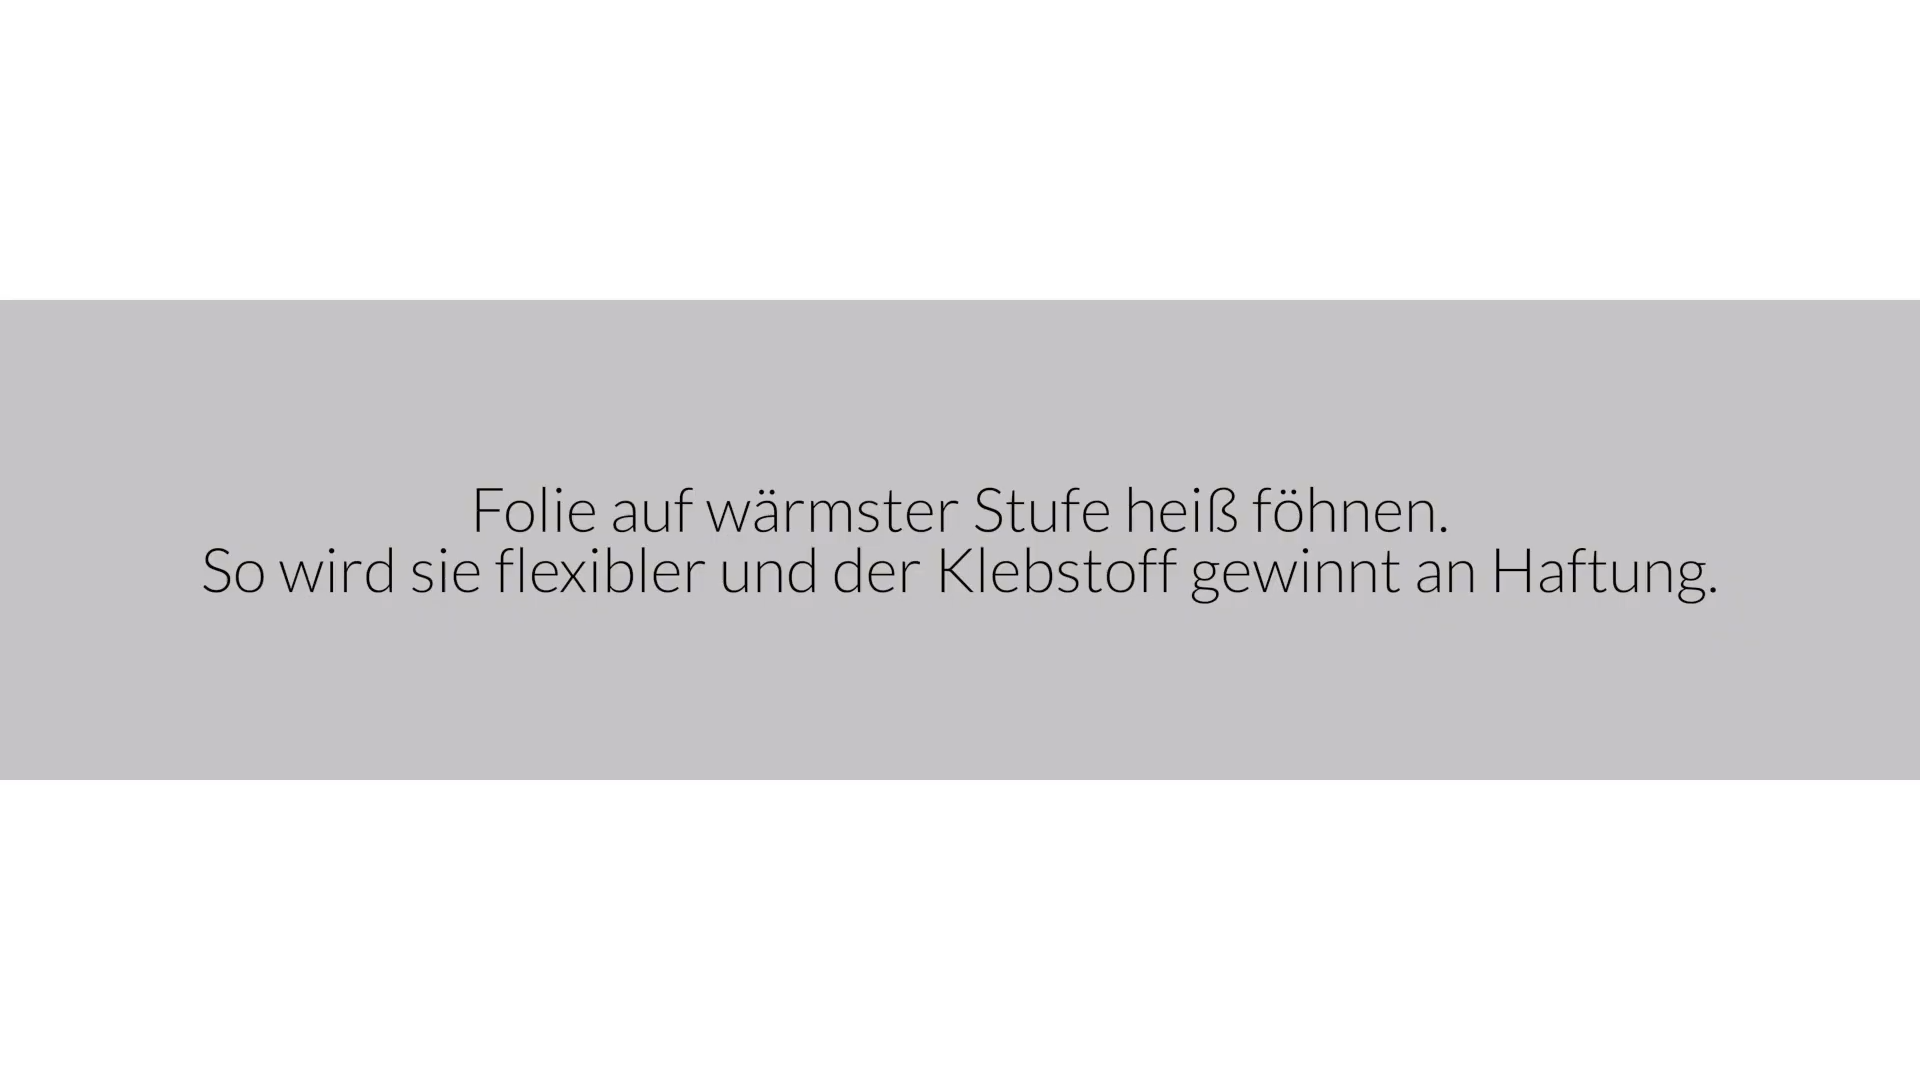 Folie auf wärmster Stufe heiß föhnen.
So wird sie flexibler und der Klebstoff gewinnt an Haftung.